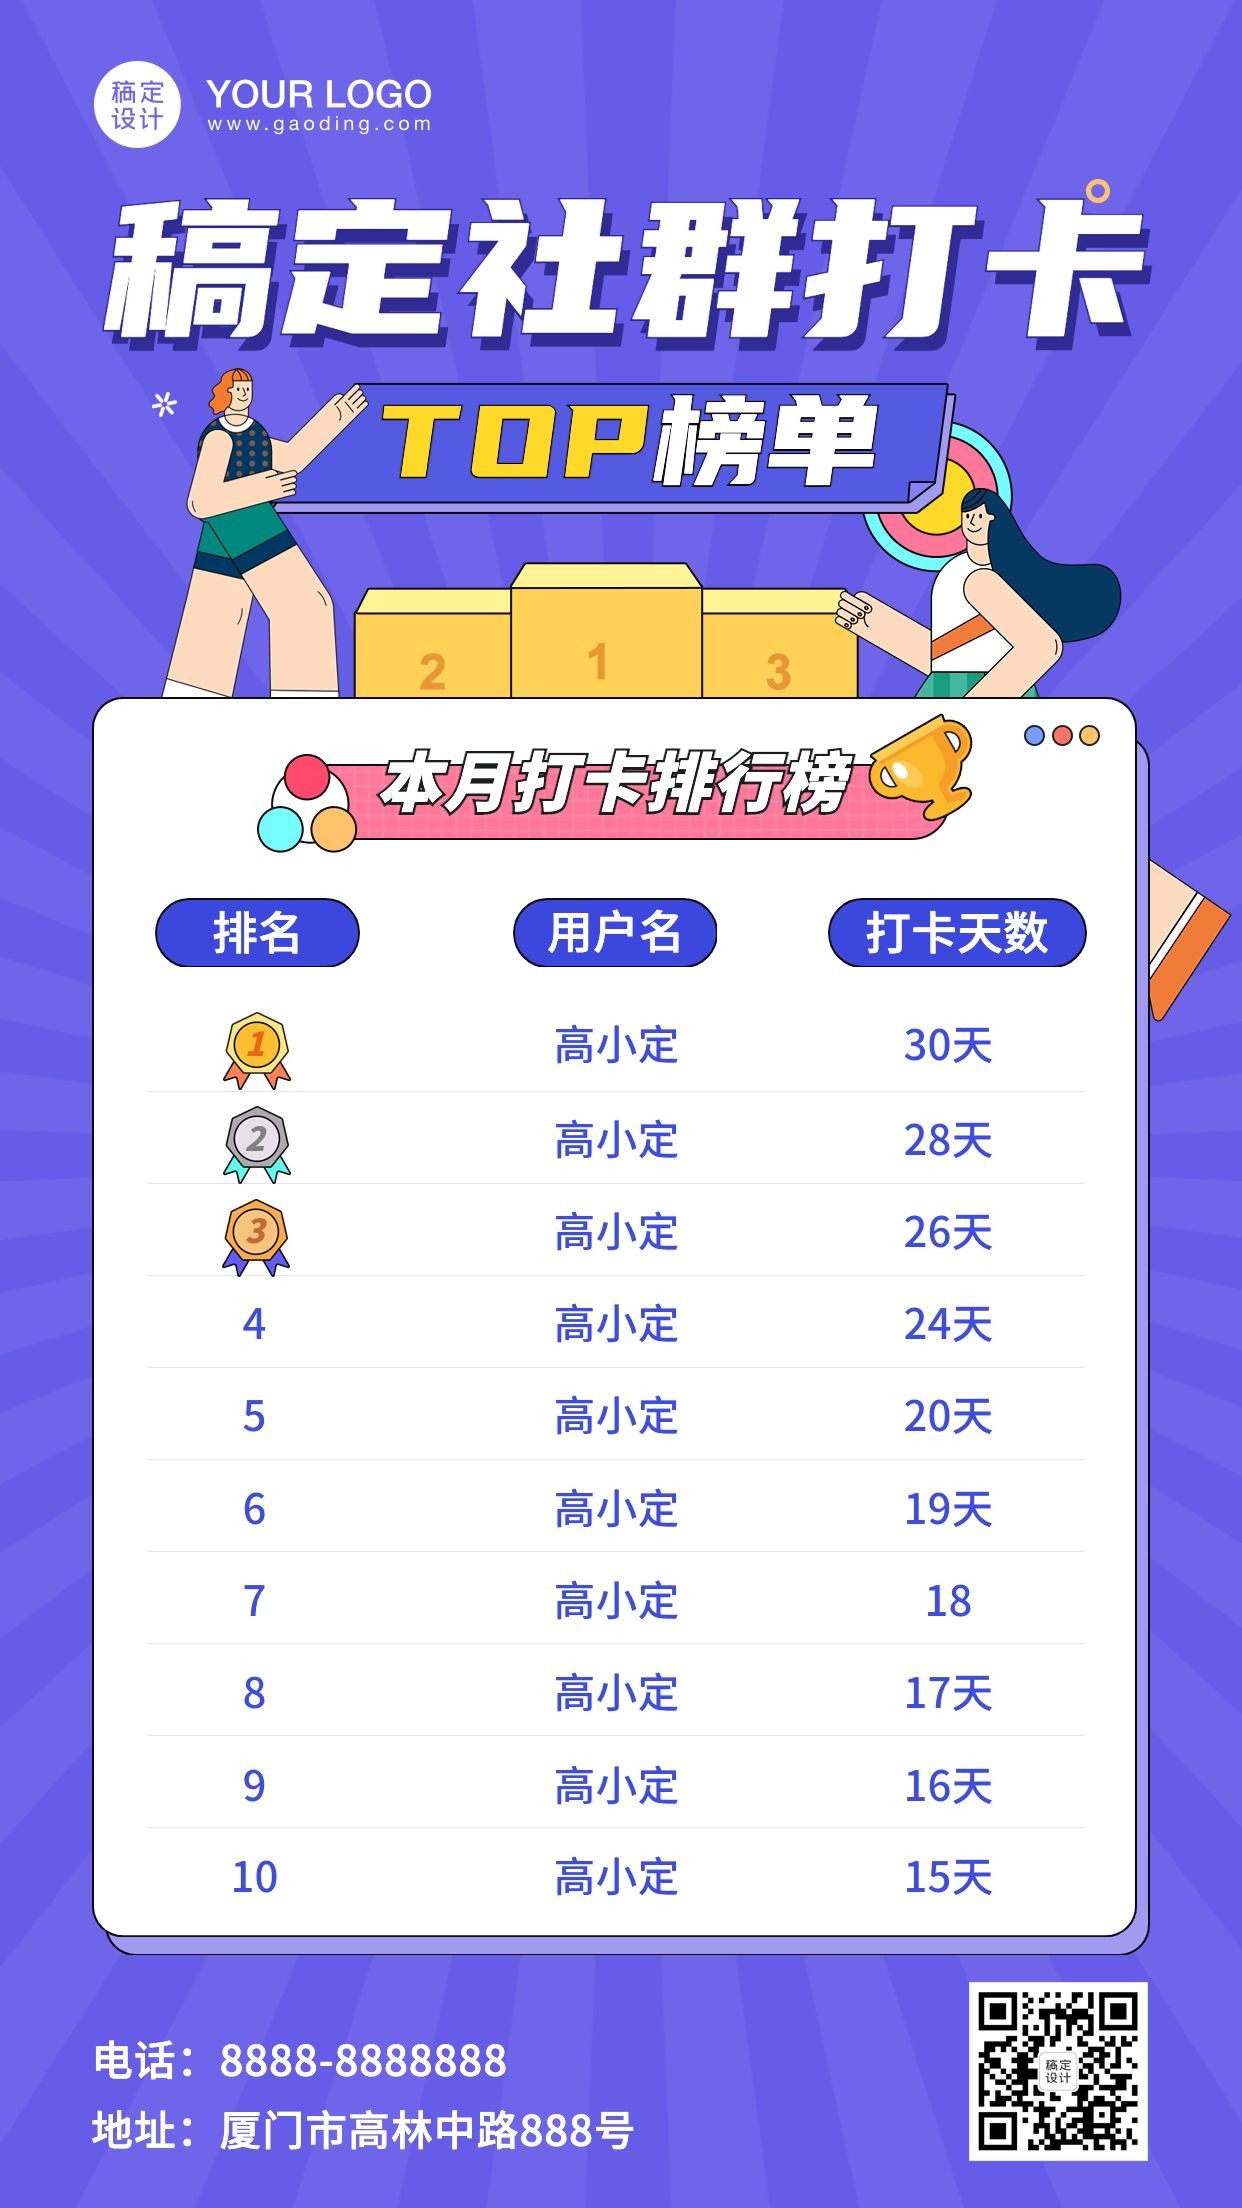 稿定
设计
YOUR LOGO
www.gaoding.com
稿定社群打卡
TOP榜单
2 1 3
本月打卡排行榜
排名 用户名 打卡天数
1 高小定 30天
2 高小定 28天
3 高小定 26天
4 高小定 24天
5 高小定 20天
6 高小定 19天
7 高小定 18
8 高小定 17天
9 高小定 16天
10 高小定 15天
电话：8888-8888888
地址：厦门市高林中路888号
稿定
设计